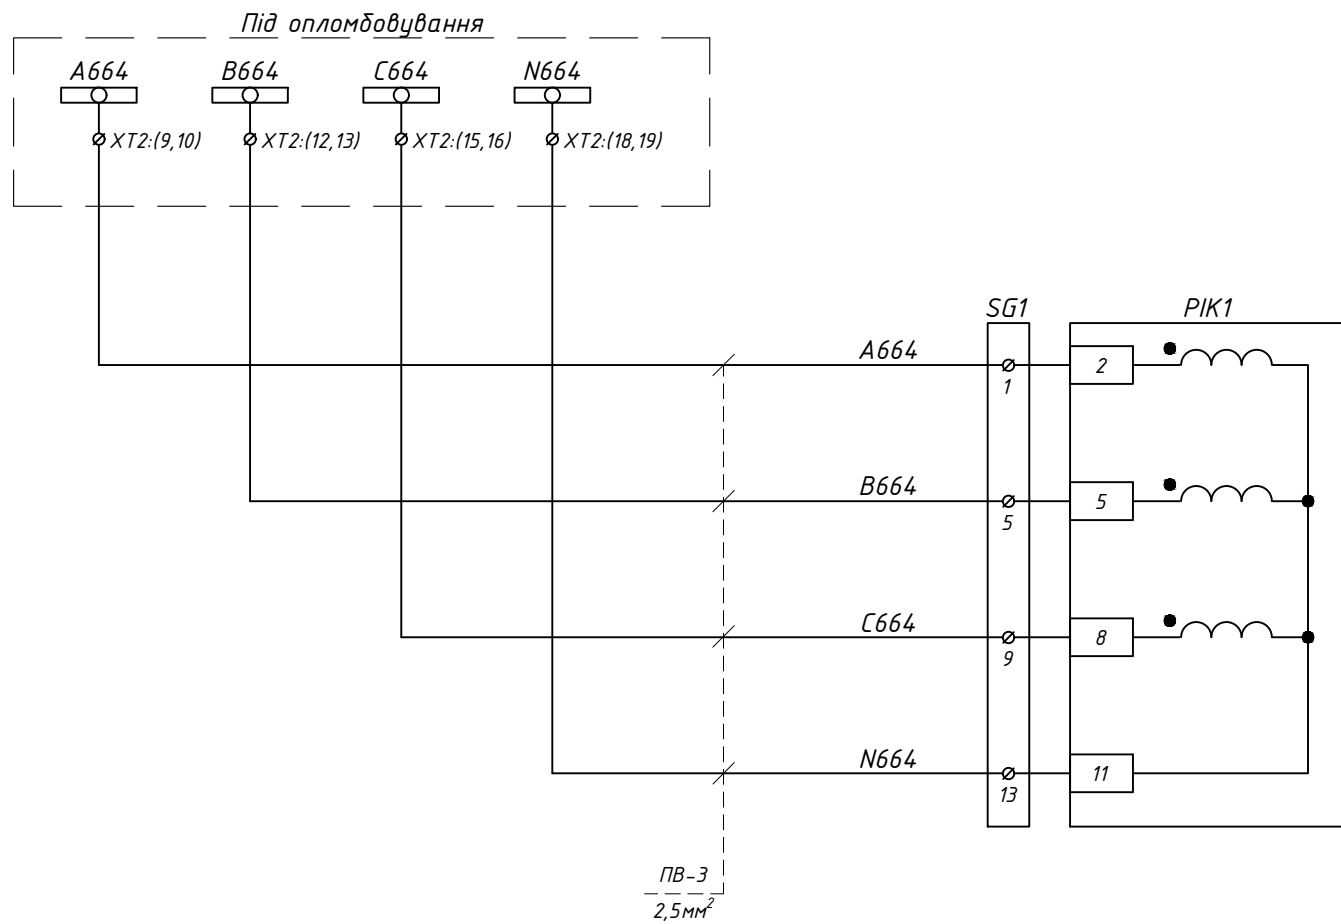 Під опломбовування
A664 B664 C664 N664
XT2:(9,10) XT2:(12,13) XT2:(15,16) XT2:(18,19)
SG1 PIK1
A664 1 2
B664 5 5
C664 9 8
N664 13 11
ПВ-3
2,5мм²